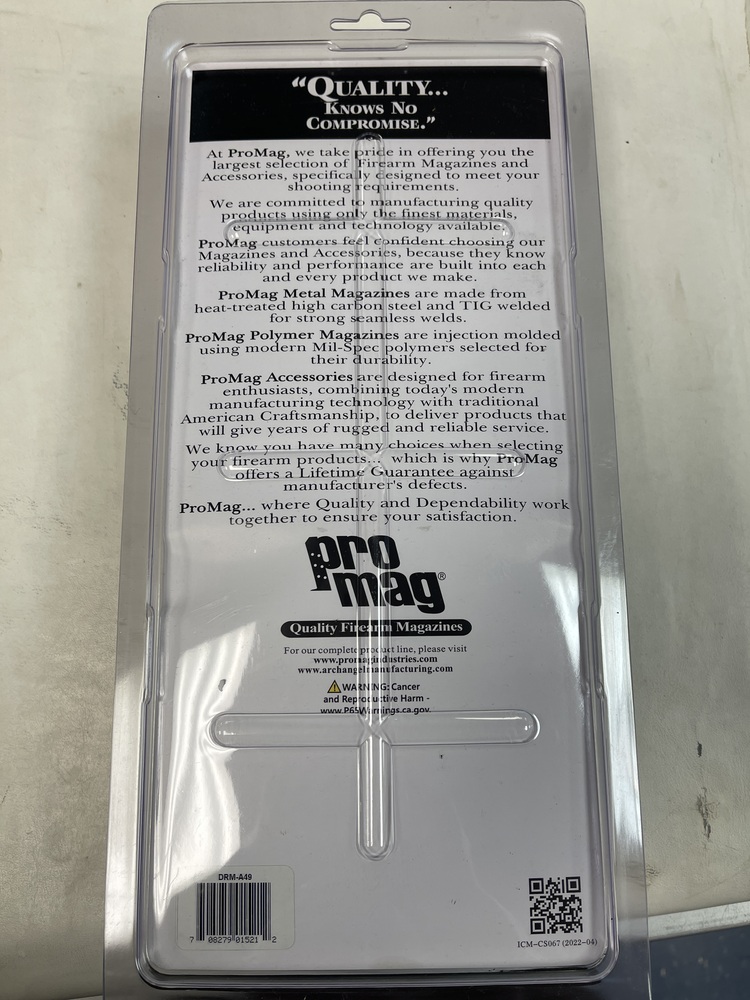 “QUALITY...
KNOWS NO
COMPROMISE.”
At ProMag, we take pride in offering you the
largest selection of Firearm Magazines and
Accessories, specifically designed to meet your
shooting requirements.
We are committed to manufacturing quality
products using only the finest materials,
equipment and technology available.
ProMag customers feel confident choosing our
Magazines and Accessories, because they know
reliability and performance are built into each
and every product we make.
ProMag Metal Magazines are made from
heat-treated high carbon steel and TIG welded
for strong seamless welds.
ProMag Polymer Magazines are injection molded
using modern Mil-Spec polymers selected for
their durability.
ProMag Accessories are designed for firearm
enthusiasts, combining today's modern
manufacturing technology with traditional
American Craftsmanship, to deliver products that
will give years of rugged and reliable service.
We know you have many choices when selecting
your firearm products... which is why ProMag
offers a Lifetime Guarantee against
manufacturer's defects.
ProMag... where Quality and Dependability work
together to ensure your satisfaction.
pro
mag®
Quality Firearm Magazines
For our complete product line, please visit
www.promagindustries.com
www.archangelmanufacturing.com
WARNING: Cancer
and Reproductive Harm -
www.P65Warnings.ca.gov
DRM-A49
7 08279 01521 2
ICM-CS067 (2022-04)